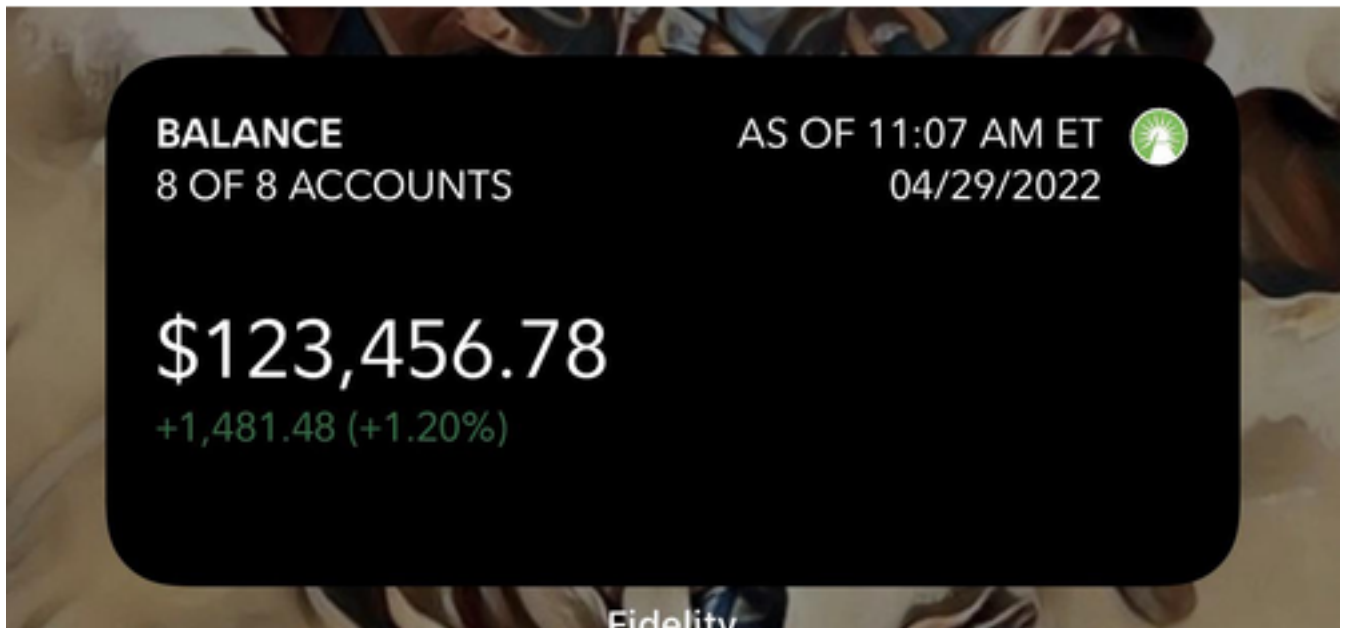 BALANCE
8 OF 8 ACCOUNTS
AS OF 11:07 AM ET
04/29/2022
$123,456.78
+1,481.48 (+1.20%)
Fidelity